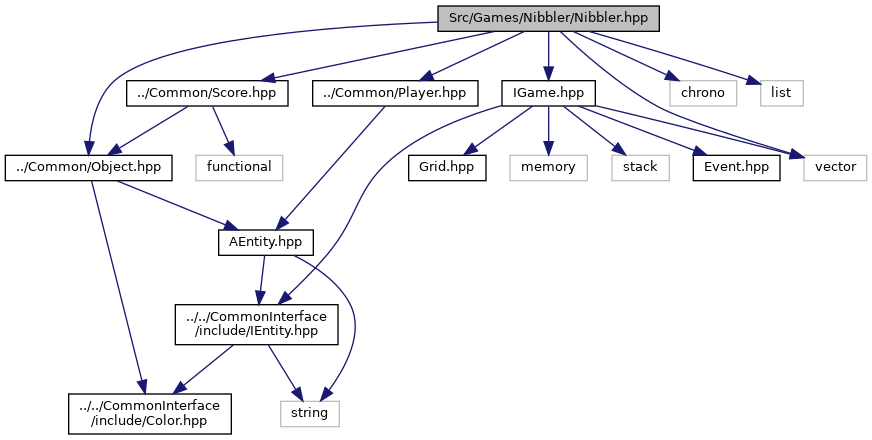 Src/Games/Nibbler/Nibbler.hpp
../Common/Score.hpp
../Common/Player.hpp
IGame.hpp
chrono
list
../Common/Object.hpp
functional
Grid.hpp
memory
stack
Event.hpp
vector
AEntity.hpp
../../CommonInterface
/include/IEntity.hpp
../../CommonInterface
/include/Color.hpp
string